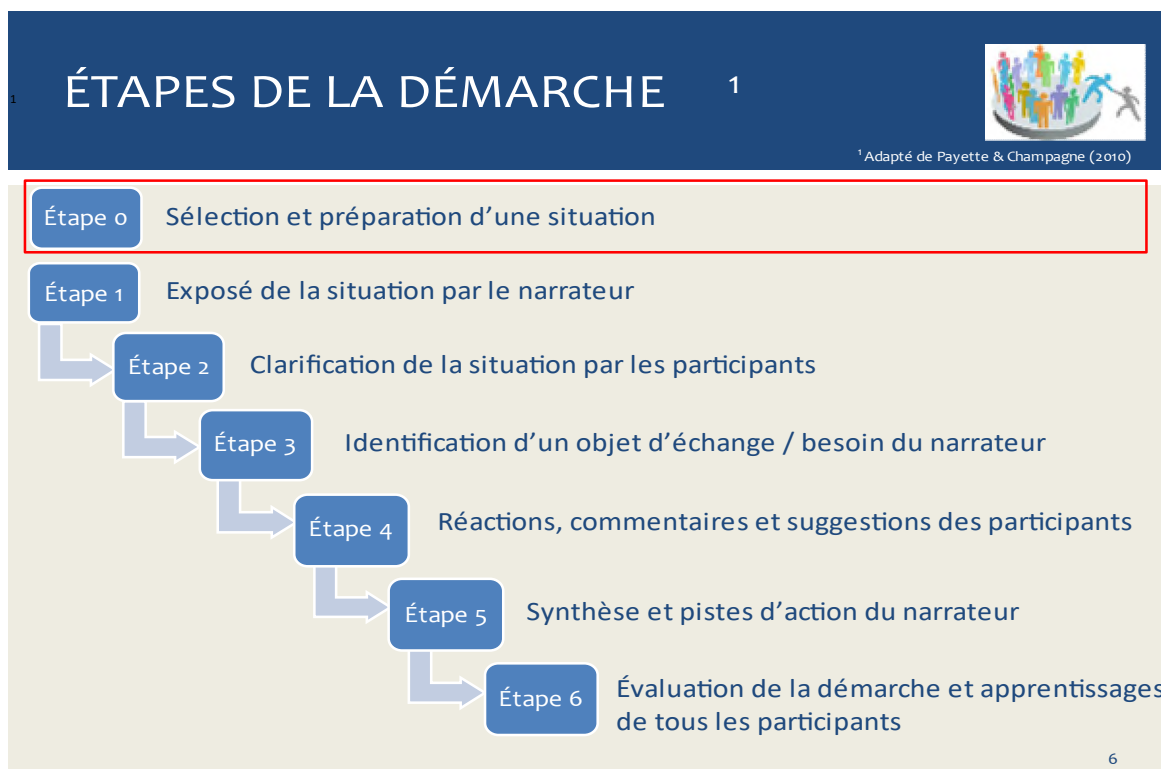 1
ÉTAPES DE LA DÉMARCHE 1
¹ Adapté de Payette & Champagne (2010)
Étape 0 Sélection et préparation d’une situation
Étape 1 Exposé de la situation par le narrateur
Étape 2 Clarification de la situation par les participants
Étape 3 Identification d’un objet d’échange / besoin du narrateur
Étape 4 Réactions, commentaires et suggestions des participants
Étape 5 Synthèse et pistes d’action du narrateur
Étape 6 Évaluation de la démarche et apprentissages
de tous les participants
6